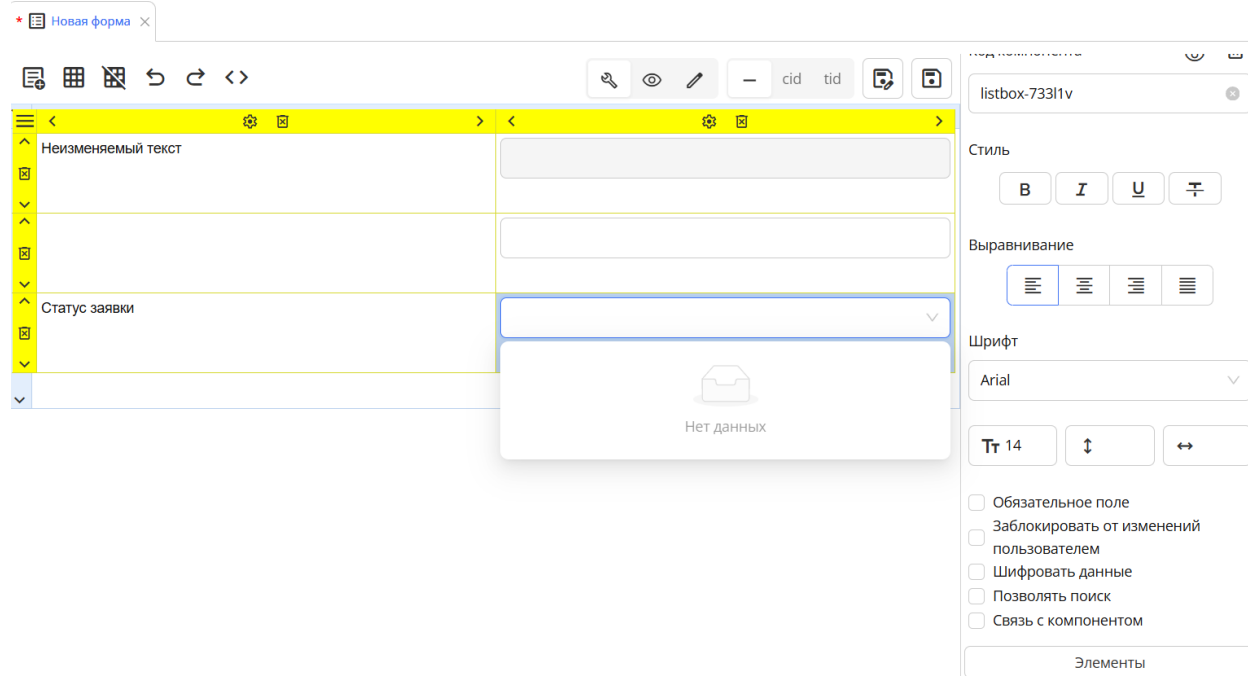 * Новая форма
cid tid
Код компонента
listbox-733l1v
Стиль
B I U T
Выравнивание
Шрифт
Arial
Тт 14
Обязательное поле
Заблокировать от изменений
пользователем
Шифровать данные
Позволять поиск
Связь с компонентом
Элементы
Неизменяемый текст
Статус заявки
Нет данных